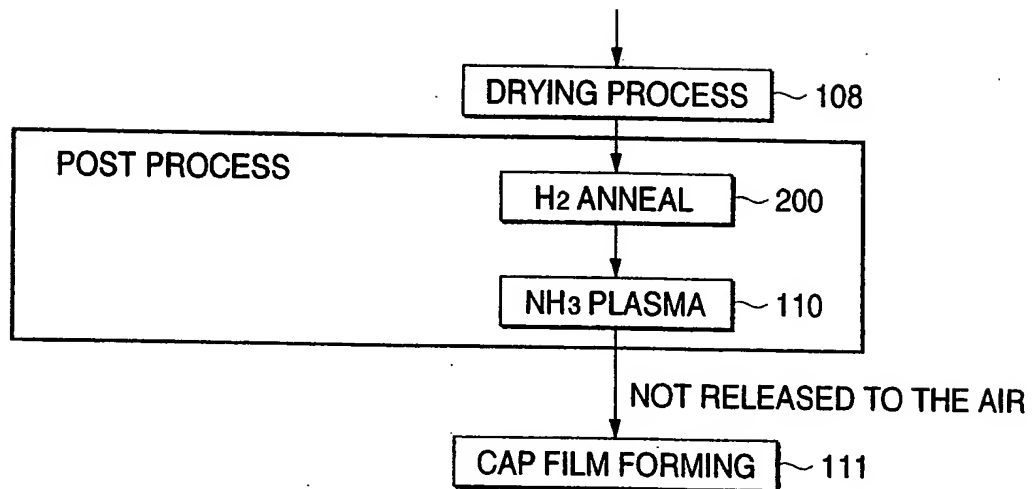 DRYING PROCESS ~ 108
POST PROCESS
H2 ANNEAL ~ 200
NH3 PLASMA ~ 110
NOT RELEASED TO THE AIR
CAP FILM FORMING ~ 111